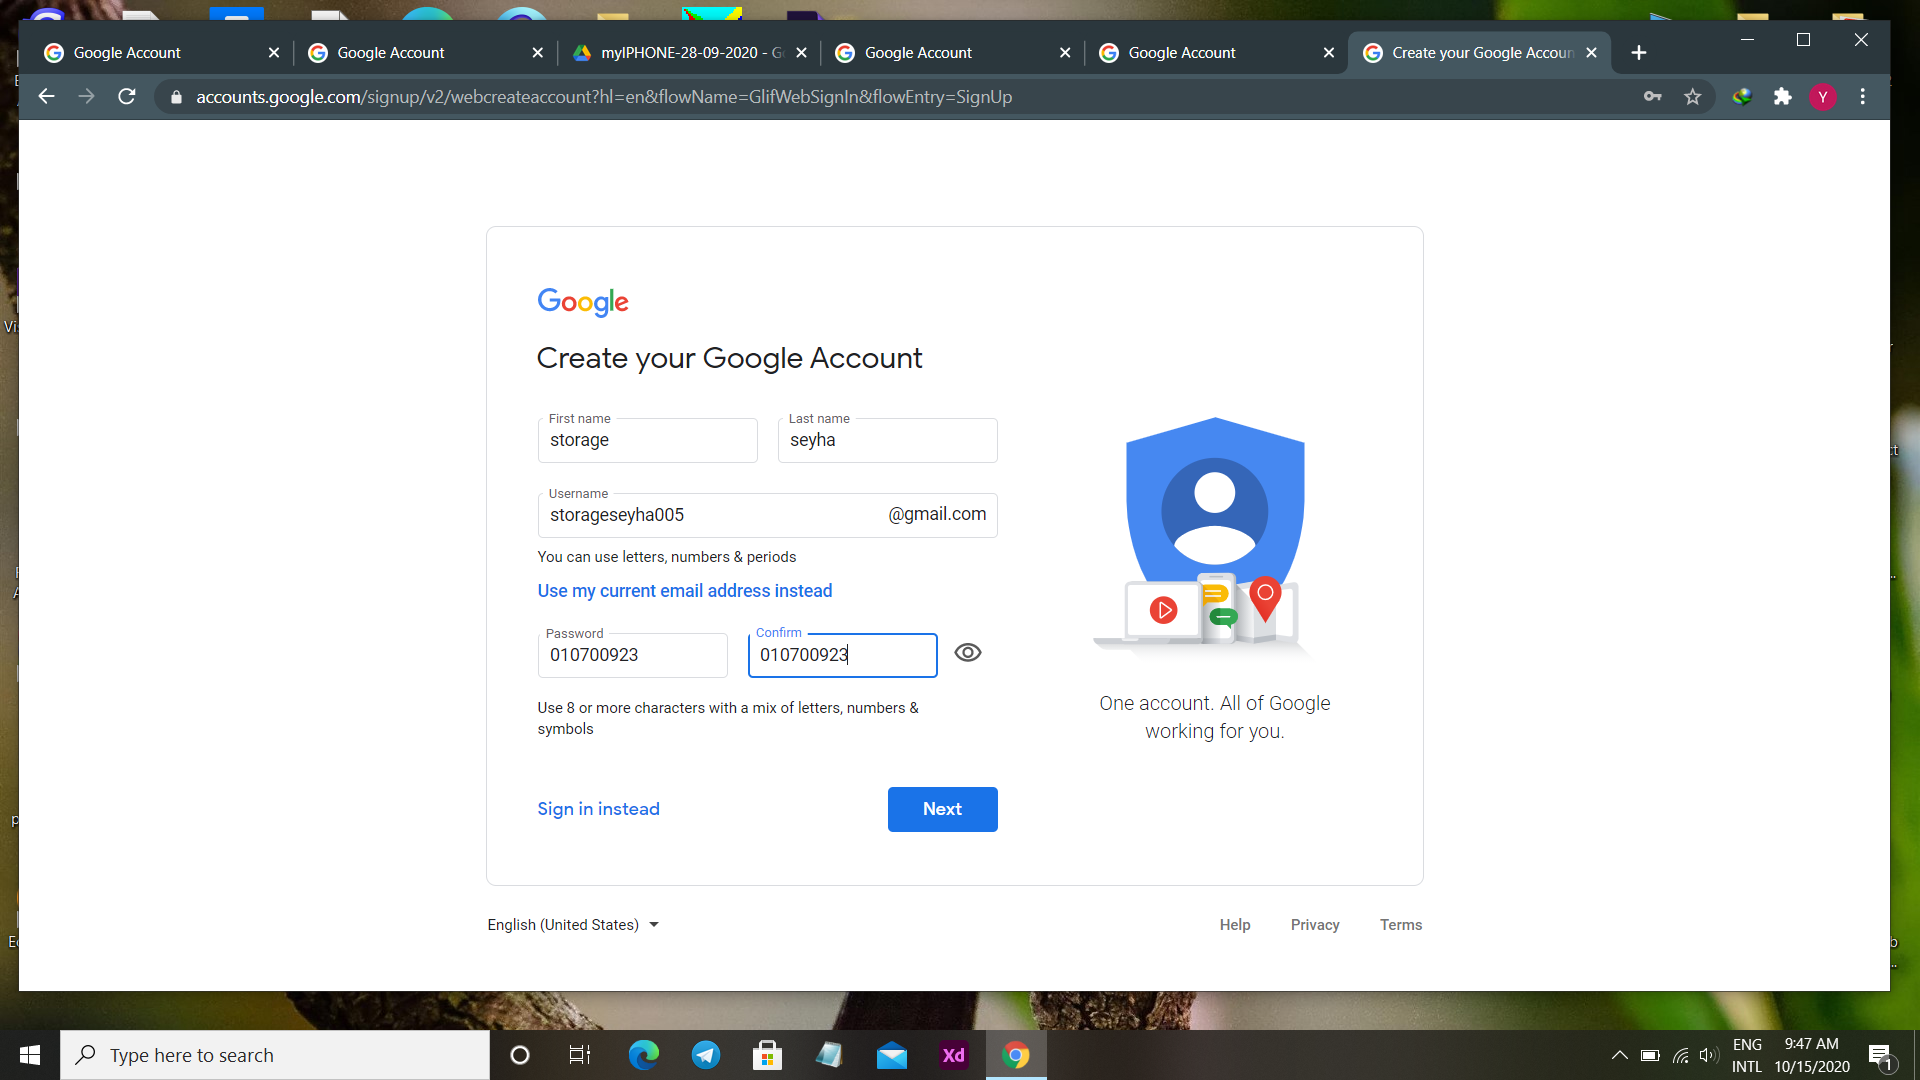 Google Account
Google Account
myIPHONE-28-09-2020 - G
Google Account
Google Account
Create your Google Accoun
accounts.google.com/signup/v2/webcreateaccount?hl=en&flowName=GlifWebSignIn&flowEntry=SignUp
Y
Google
Create your Google Account
First name
Last name
storage
seyha
Username
storageseyha005
@gmail.com
You can use letters, numbers & periods
Use my current email address instead
Password
Confirm
010700923
010700923
Use 8 or more characters with a mix of letters, numbers &
symbols
One account. All of Google
working for you.
Sign in instead
Next
English (United States)
Help
Privacy
Terms
Type here to search
Xd
ENG
INTL
9:47 AM
10/15/2020
1